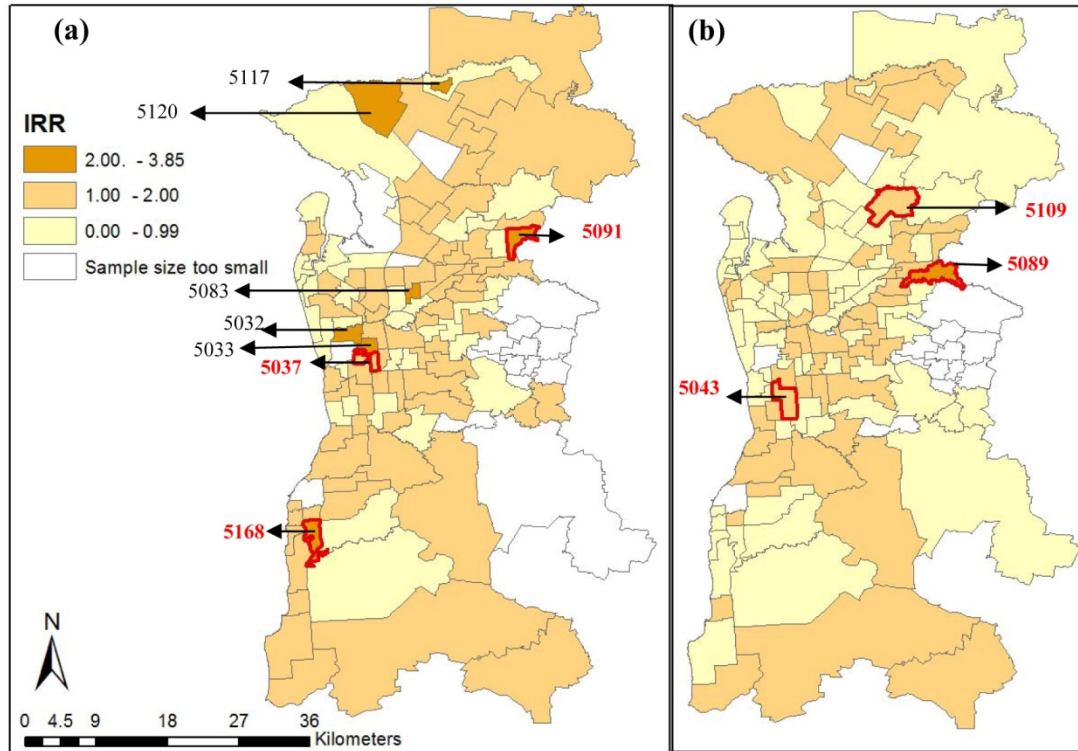 (a)
5117
5120
IRR
2.00. - 3.85
1.00 - 2.00
0.00 - 0.99
Sample size too small
5091
5083
5032
5033
5037
5168
N
0 4.5 9 18 27 36
Kilometers
(b)
5109
5089
5043